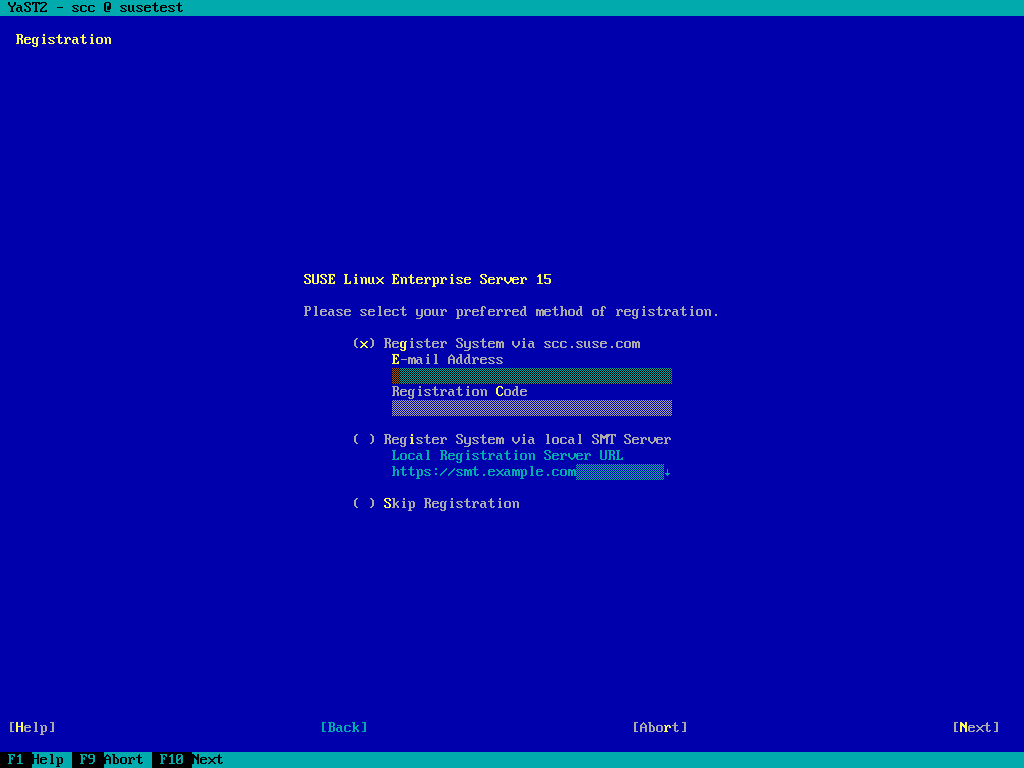 YaST2 - scc @ susetest
Registration
SUSE Linux Enterprise Server 15
Please select your preferred method of registration.
(x) Register System via scc.suse.com
E-mail Address
Registration Code
( ) Register System via local SMT Server
Local Registration Server URL
https://smt.example.com↓
( ) Skip Registration
[Help] [Back] [Abort] [Next]
F1 Help F9 Abort F10 Next